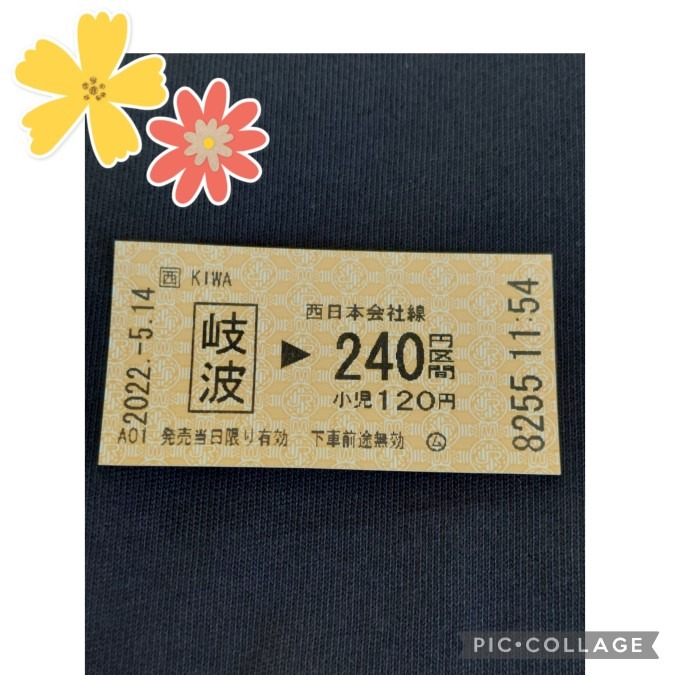 西 KIWA
2022.-5.14
岐波
▶
西日本会社線
240円区間
小児120円
A01 発売当日限り有効 下車前途無効 ム
8255 11:54
PIC•COLLAGE